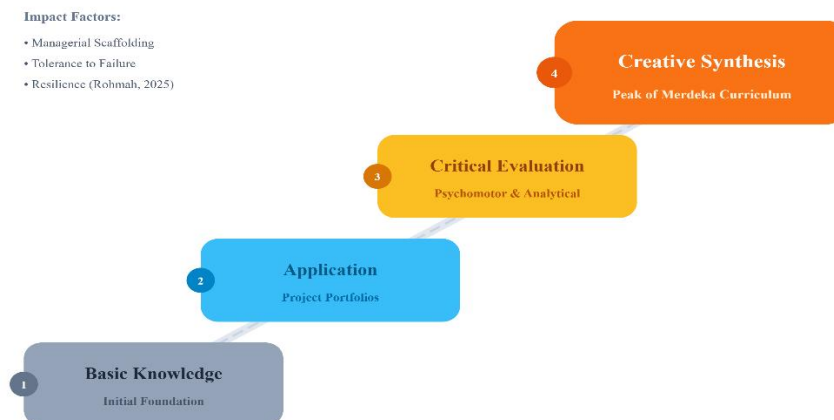 Impact Factors:
• Managerial Scaffolding
• Tolerance to Failure
• Resilience (Rohmah, 2025)
4
Creative Synthesis
Peak of Merdeka Curriculum
3
Critical Evaluation
Psychomotor & Analytical
2
Application
Project Portfolios
1
Basic Knowledge
Initial Foundation